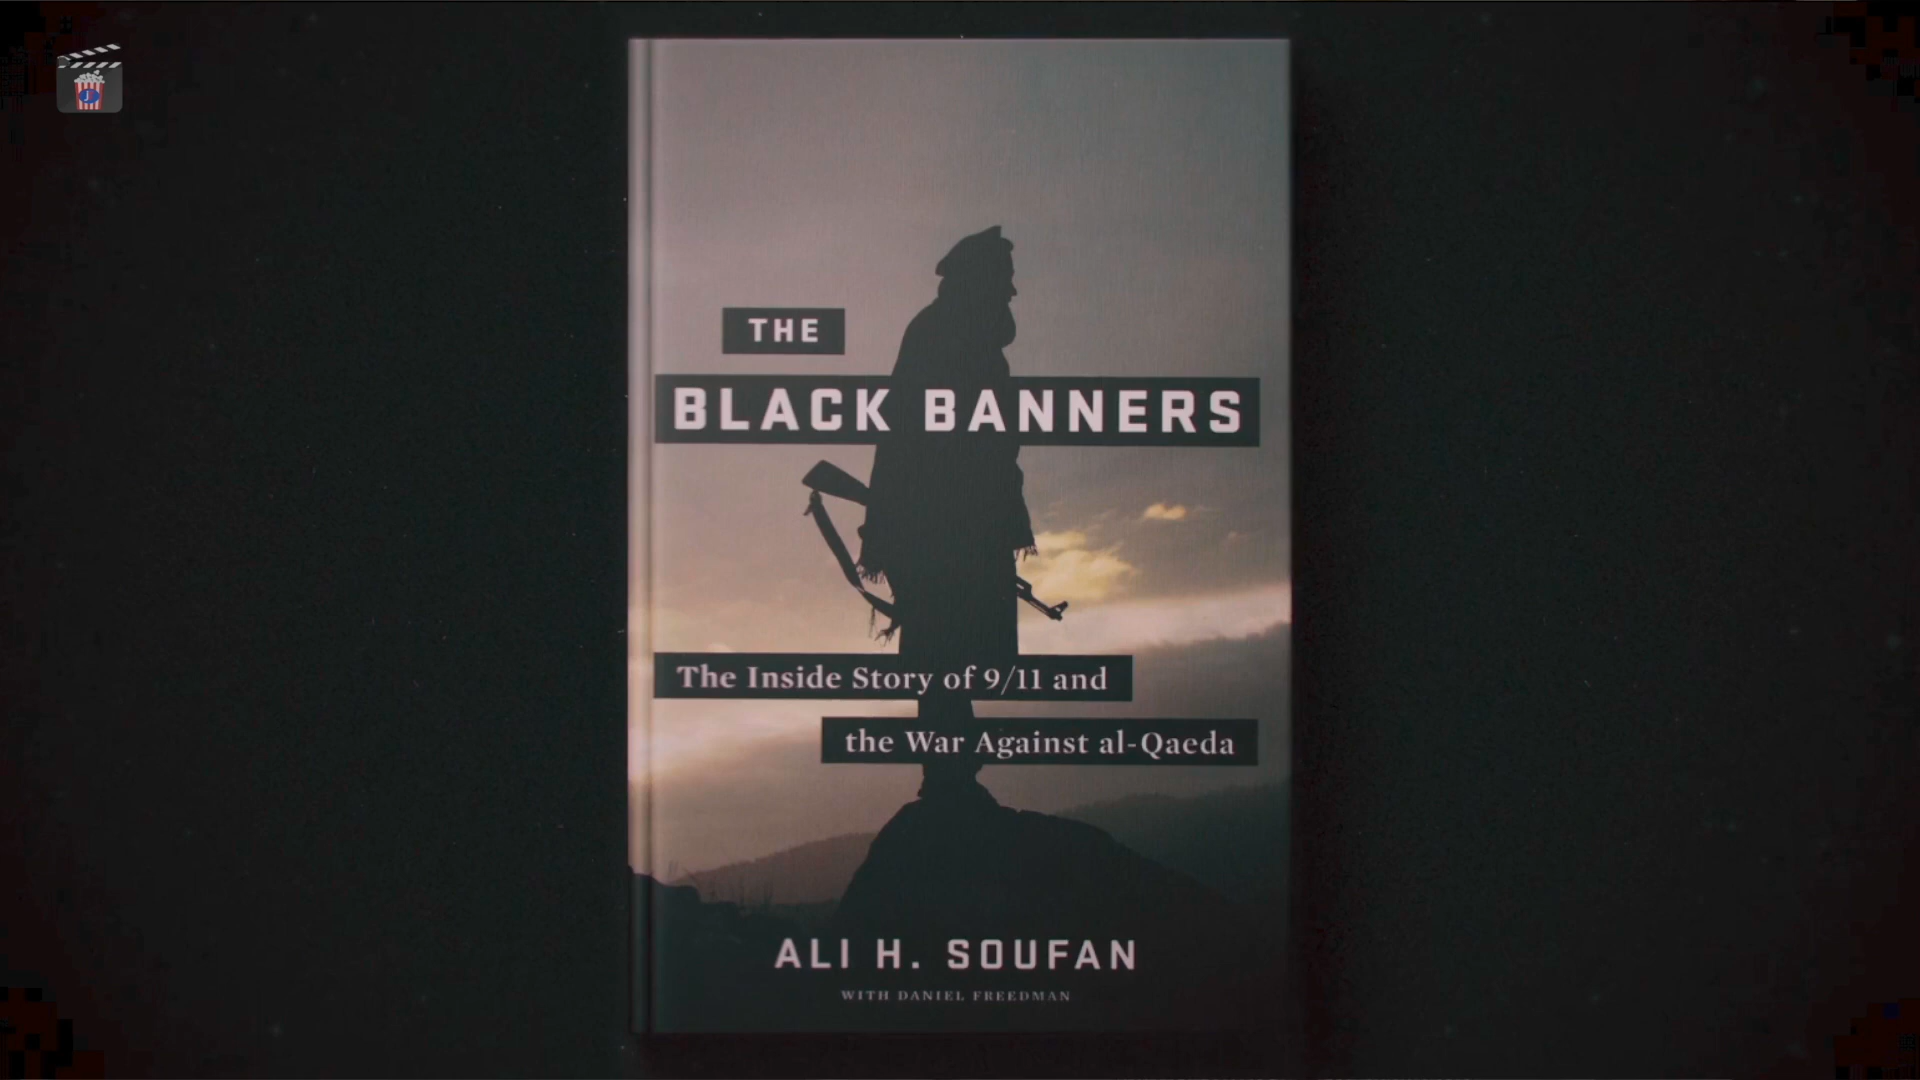 THE
BLACK BANNERS
The Inside Story of 9/11 and
the War Against al-Qaeda
ALI H. SOUFAN
WITH DANIEL FREEDMAN
J